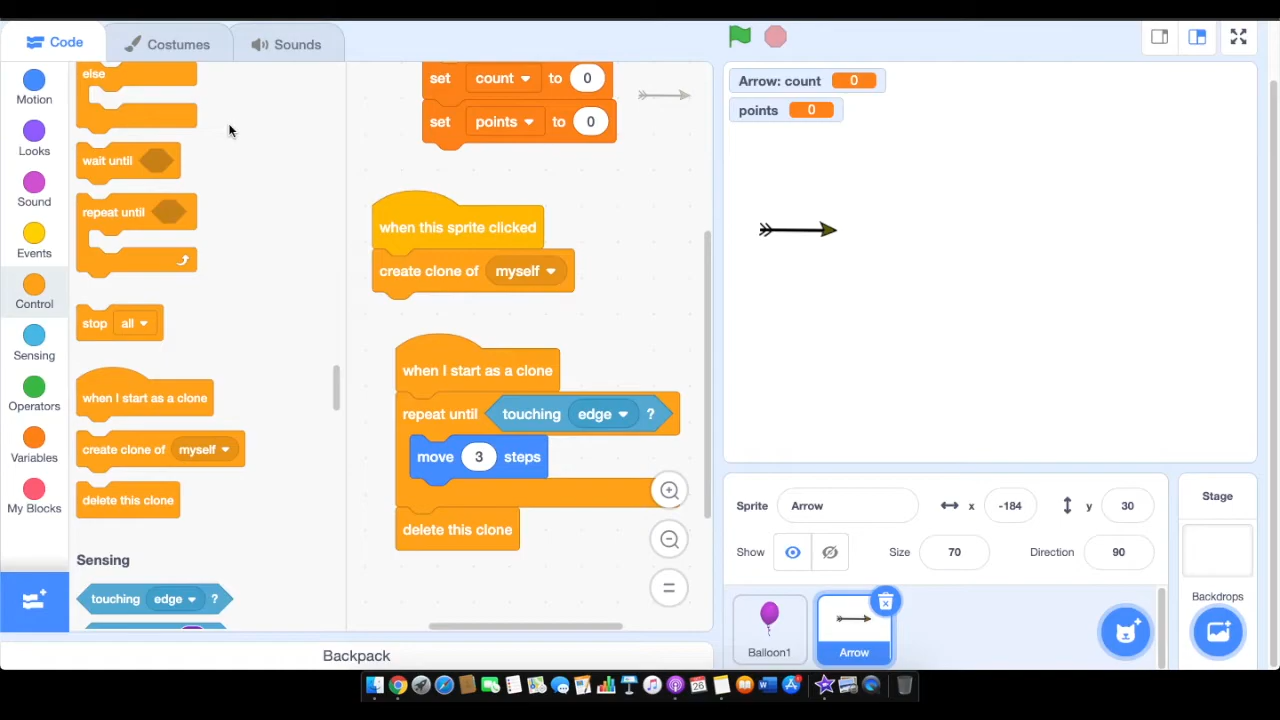 Code
Costumes
Sounds
Motion
Looks
Sound
Events
Control
Sensing
Operators
Variables
My Blocks
else
wait until
repeat until
stop all
when I start as a clone
create clone of myself
delete this clone
Sensing
touching edge ?
set count to 0
set points to 0
when this sprite clicked
create clone of myself
when I start as a clone
repeat until touching edge ?
move 3 steps
delete this clone
Backpack
Arrow: count 0
points 0
Sprite Arrow x -184 y 30
Show Size 70 Direction 90
Balloon1
Arrow
Stage
Backdrops
26